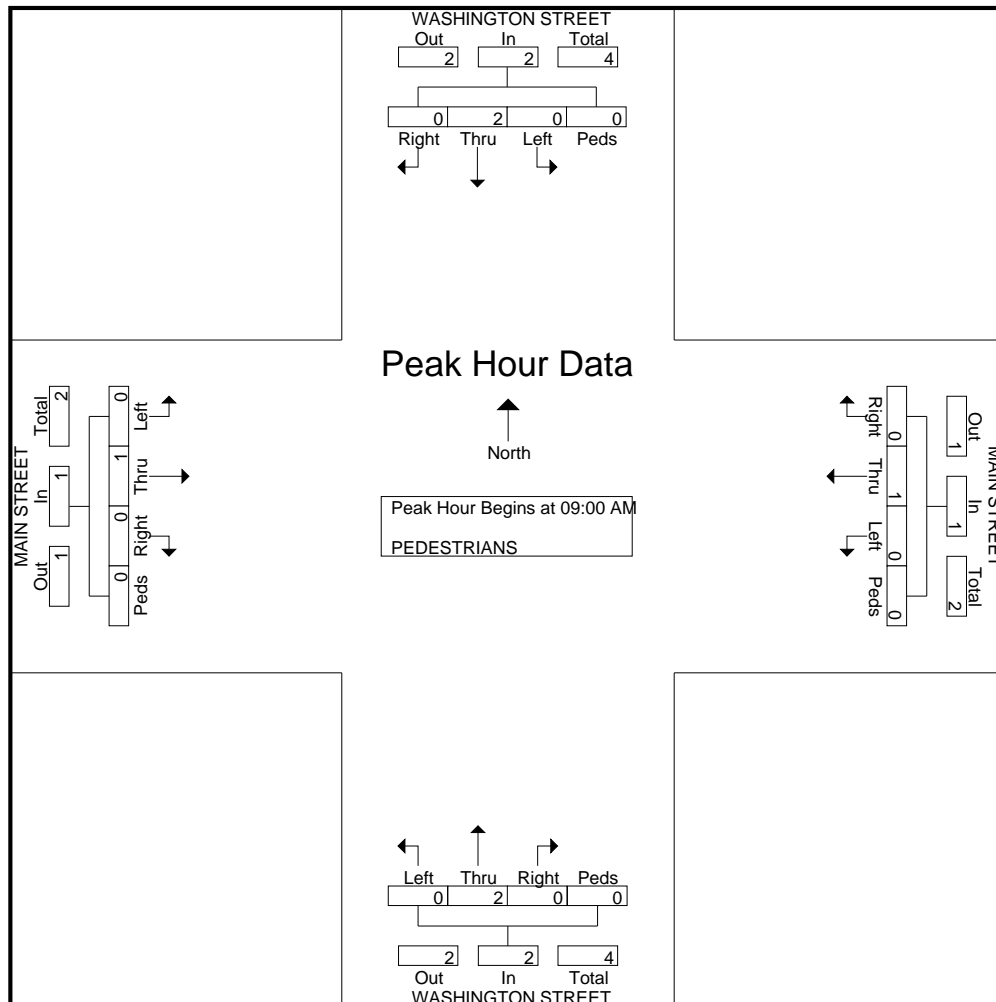 WASHINGTON STREET
Out In Total
2 2 4
0 2 0 0
Right Thru Left Peds
Peak Hour Data
North
Peak Hour Begins at 09:00 AM
PEDESTRIANS
MAIN STREET
Out In Total
1 1 2
0 1 0 0
Peds Right Thru Left
MAIN STREET
Out In Total
1 1 2
0 1 0 0
Right Thru Left Peds
Left Thru Right Peds
0 2 0 0
2 2 4
Out In Total
WASHINGTON STREET